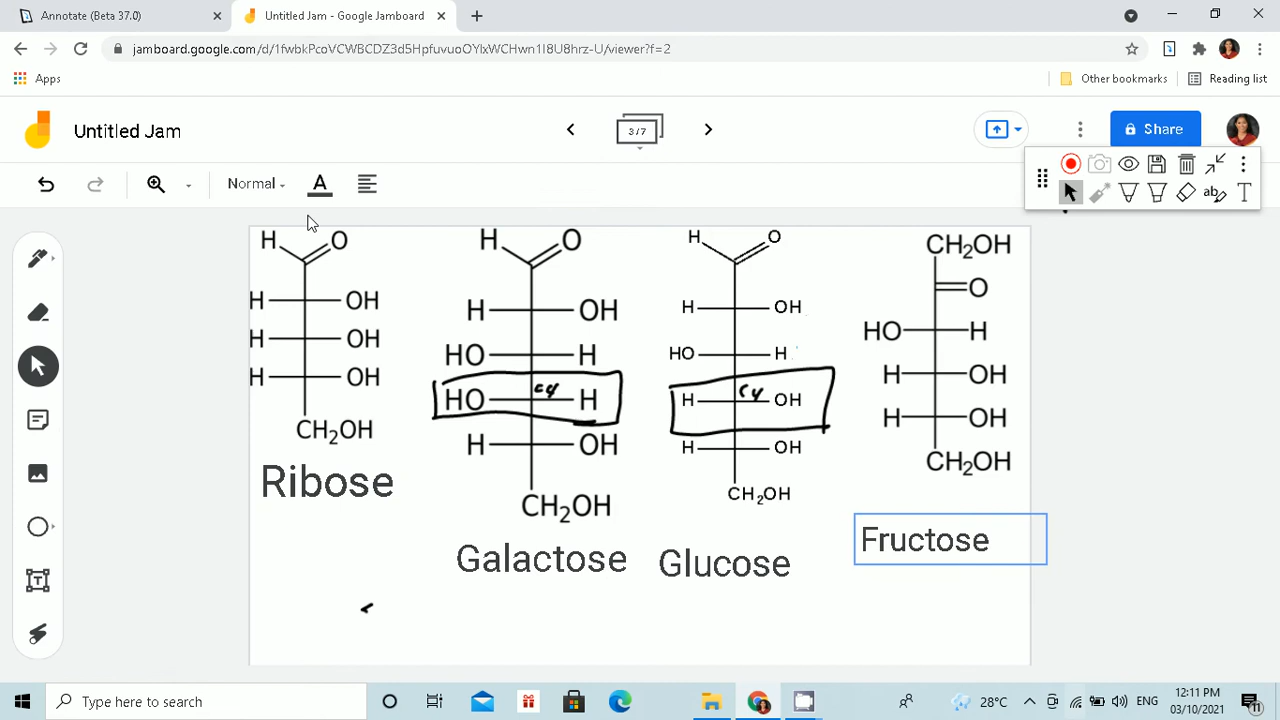 Annotate (Beta 37.0)
Untitled Jam - Google Jamboard
jamboard.google.com/d/1fwbkPcoVCWBCDZ3d5HpfuvuoOYlxWCHwn1I8U8hrz-U/viewer?f=2
Apps
Other bookmarks
Reading list
Untitled Jam
3/7
Share
Normal
A
T
H O
H OH
H OH
H OH
CH2OH
Ribose
H O
H OH
HO H
C4
HO H
H OH
CH2OH
Galactose
H O
H OH
HO H
C4
H OH
H OH
CH2OH
Glucose
CH2OH
O
HO H
H OH
H OH
CH2OH
Fructose
Type here to search
28°C
ENG
12:11 PM
03/10/2021